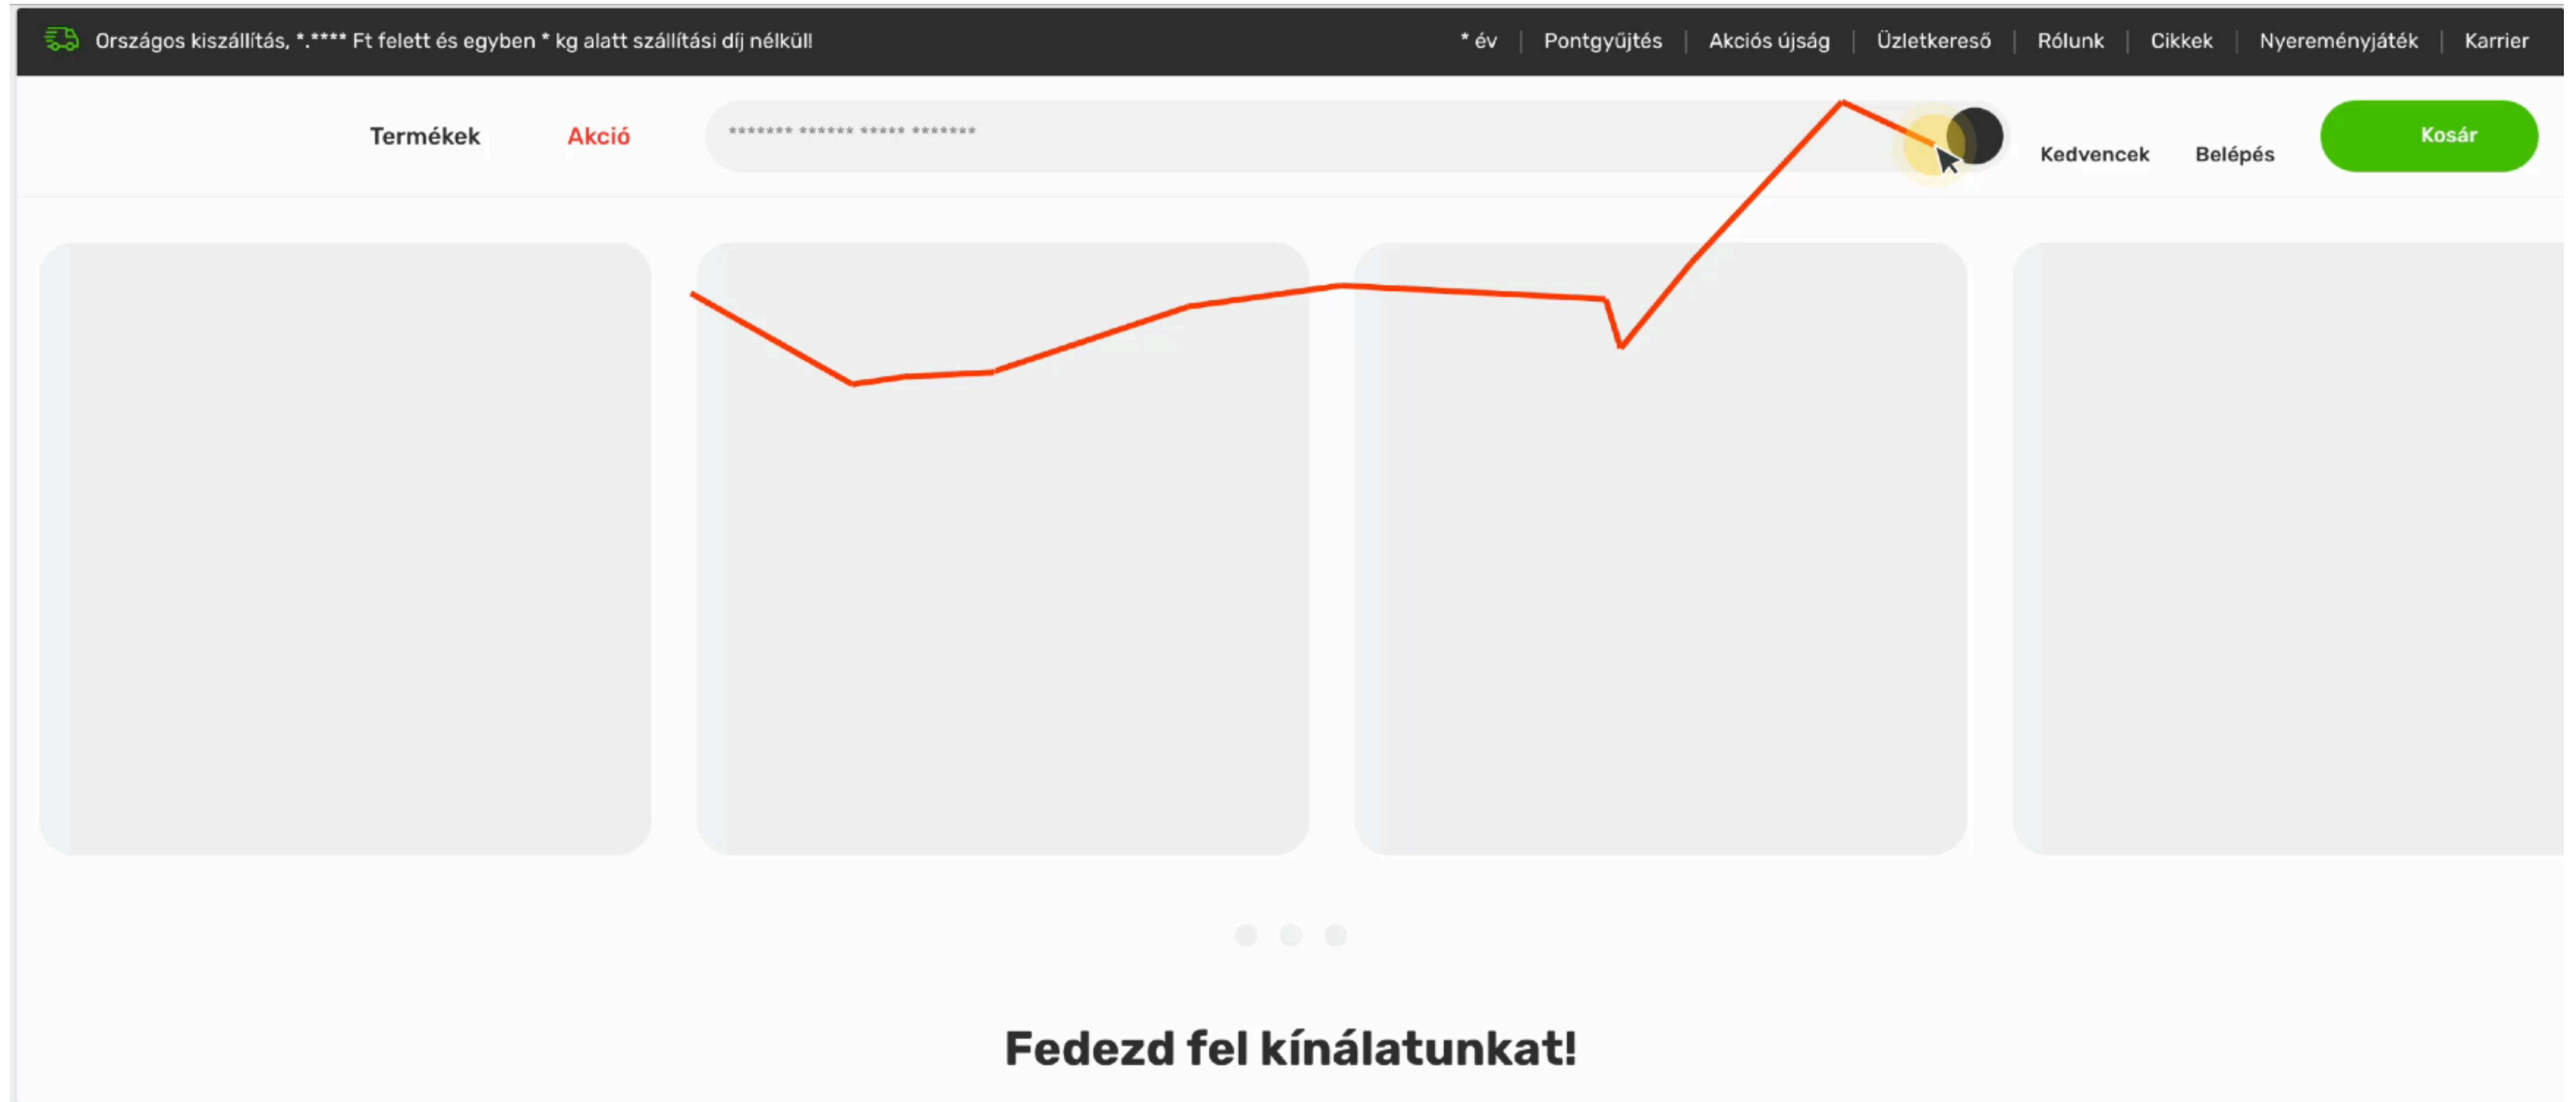 Országos kiszállítás, *.**** Ft felett és egyben * kg alatt szállítási díj nélkül!
* év | Pontgyűjtés | Akciós újság | Üzletkereső | Rólunk | Cikkek | Nyereményjáték | Karrier
Termékek Akció ******* ****** ***** ******* Kedvencek Belépés Kosár
Fedezd fel kínálatunkat!